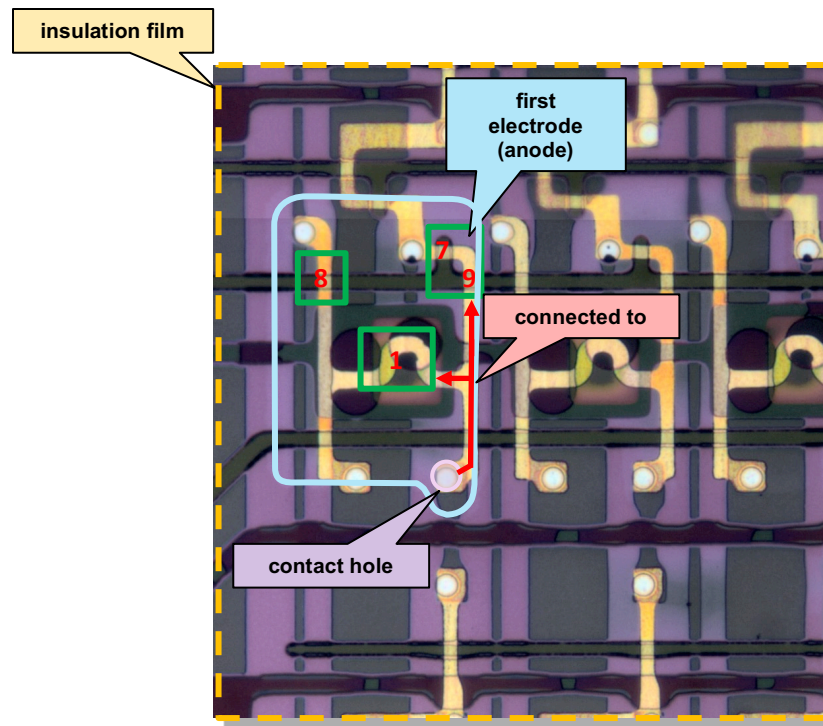 insulation film
first
electrode
(anode)
7
8
9
connected to
1
contact hole